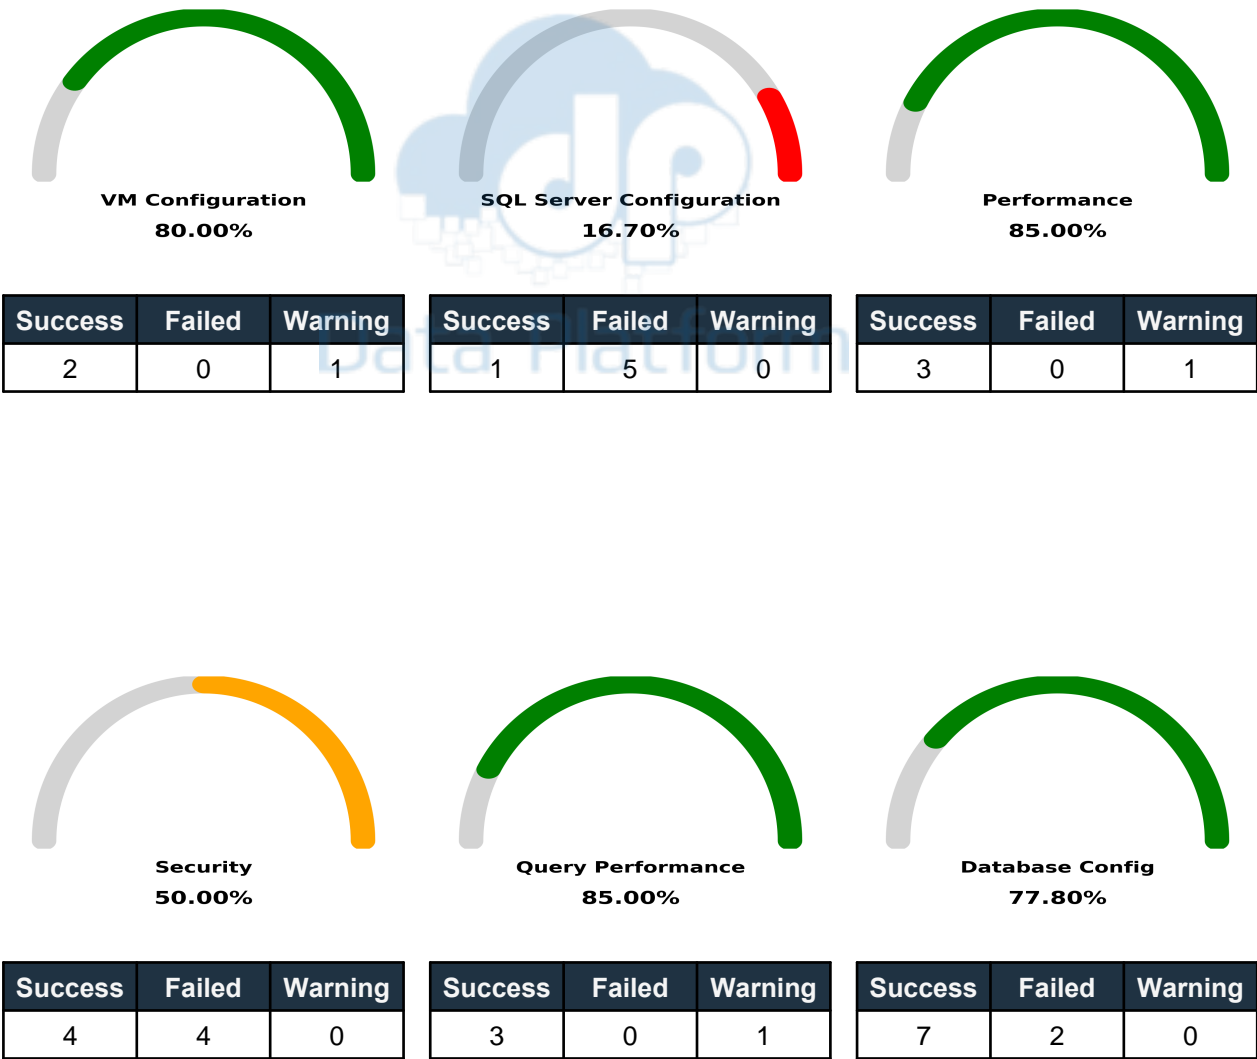 VM Configuration
80.00%
SQL Server Configuration
16.70%
Performance
85.00%
Success Failed Warning
2 0 1
Success Failed Warning
1 5 0
Success Failed Warning
3 0 1
dp
Data Platform
Security
50.00%
Query Performance
85.00%
Database Config
77.80%
Success Failed Warning
4 4 0
Success Failed Warning
3 0 1
Success Failed Warning
7 2 0